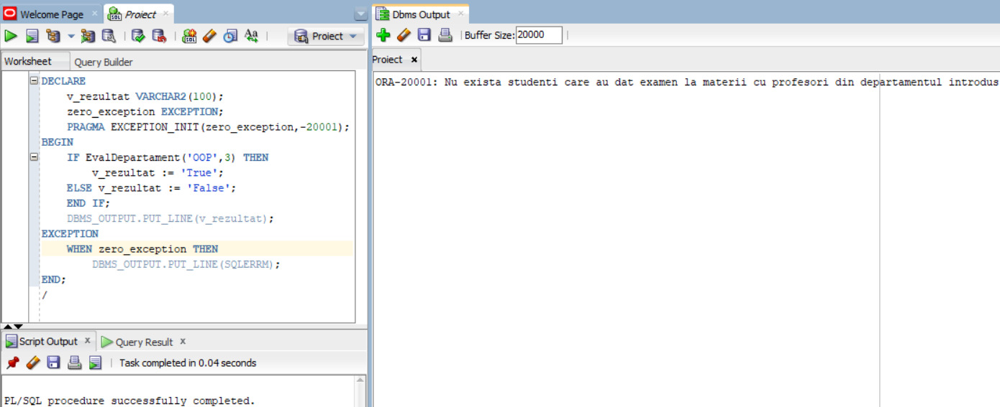 Welcome Page
Proiect
Proiect
Worksheet
Query Builder
DECLARE
    v_rezultat VARCHAR2(100);
    zero_exception EXCEPTION;
    PRAGMA EXCEPTION_INIT(zero_exception,-20001);
BEGIN
    IF EvalDepartament('OOP',3) THEN
        v_rezultat := 'True';
    ELSE v_rezultat := 'False';
    END IF;
    DBMS_OUTPUT.PUT_LINE(v_rezultat);
EXCEPTION
    WHEN zero_exception THEN
        DBMS_OUTPUT.PUT_LINE(SQLERRM);
END;
/
Script Output
Query Result
Task completed in 0.04 seconds
PL/SQL procedure successfully completed.
Dbms Output
Buffer Size: 20000
Proiect
ORA-20001: Nu exista studenti care au dat examen la materii cu profesori din departamentul introdus